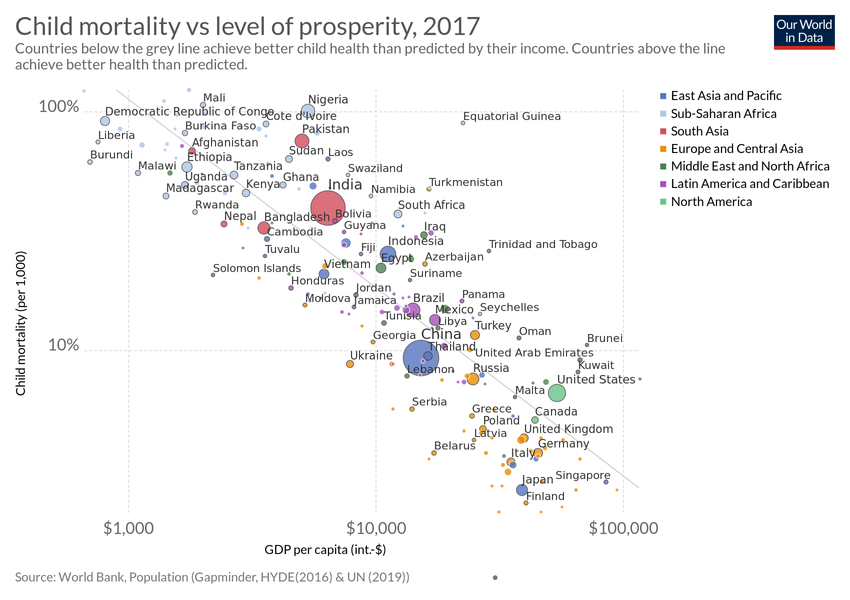 Child mortality vs level of prosperity, 2017
Countries below the grey line achieve better child health than predicted by their income. Countries above the line
achieve better health than predicted.
Our World
in Data
East Asia and Pacific
Sub-Saharan Africa
South Asia
Europe and Central Asia
Middle East and North Africa
Latin America and Caribbean
North America
Child mortality (per 1,000)
100%
10%
Mali
Nigeria
Democratic Republic of Congo
Cote d'Ivoire
Equatorial Guinea
Burkina Faso
Pakistan
Liberia
Afghanistan
Sudan
Laos
Burundi
Ethiopia
Malawi
Tanzania
Swaziland
Uganda
Kenya
Ghana
India
Turkmenistan
Madagascar
Namibia
Rwanda
South Africa
Nepal
Bangladesh
Bolivia
Cambodia
Guyana
Iraq
Tuvalu
Fiji
Indonesia
Trinidad and Tobago
Solomon Islands
Vietnam
Egypt
Azerbaijan
Suriname
Honduras
Jordan
Moldova
Jamaica
Brazil
Panama
Tunisia
Mexico
Seychelles
Libya
Georgia
China
Turkey
Oman
Thailand
Brunei
Ukraine
United Arab Emirates
Lebanon
Russia
Kuwait
United States
Malta
Serbia
Greece
Canada
Poland
Latvia
United Kingdom
Belarus
Italy
Germany
Japan
Singapore
Finland
$1,000
$10,000
$100,000
GDP per capita (int.-$)
Source: World Bank, Population (Gapminder, HYDE(2016) & UN (2019))